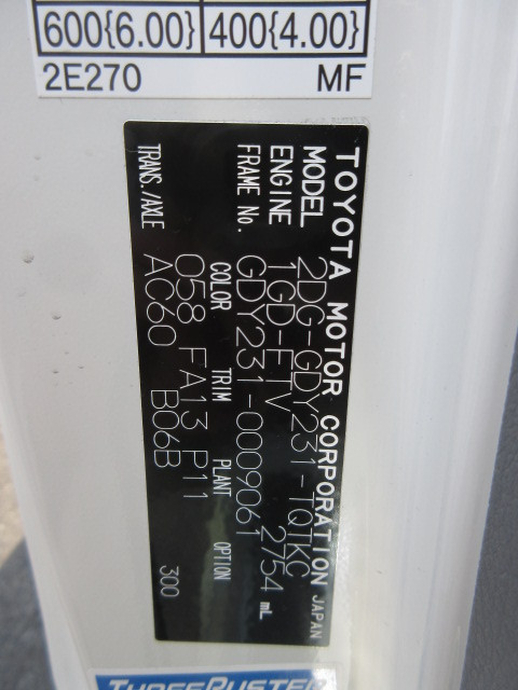 600{6.00} 400{4.00}
2E270 MF
TOYOTA MOTOR CORPORATION JAPAN
MODEL 2DG-GDY231-TQTKC
ENGINE 1GD-FTV 2754 mL
FRAME No. GDY231-0009061
COLOR TRIM PLANT OPTION
058 FA13 P11
TRANS./AXLE AC60 B06B 300